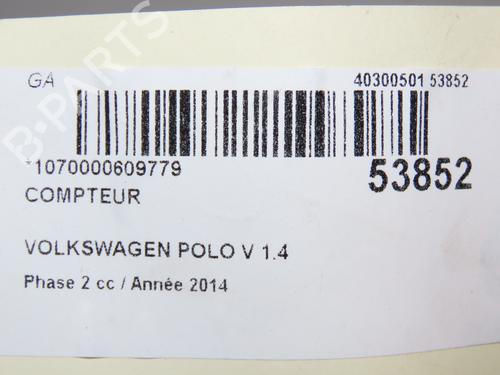 GA
40300501 53852
*1070000609779
53852
COMPTEUR
VOLKSWAGEN POLO V 1.4
Phase 2 cc / Année 2014
B-PARTS